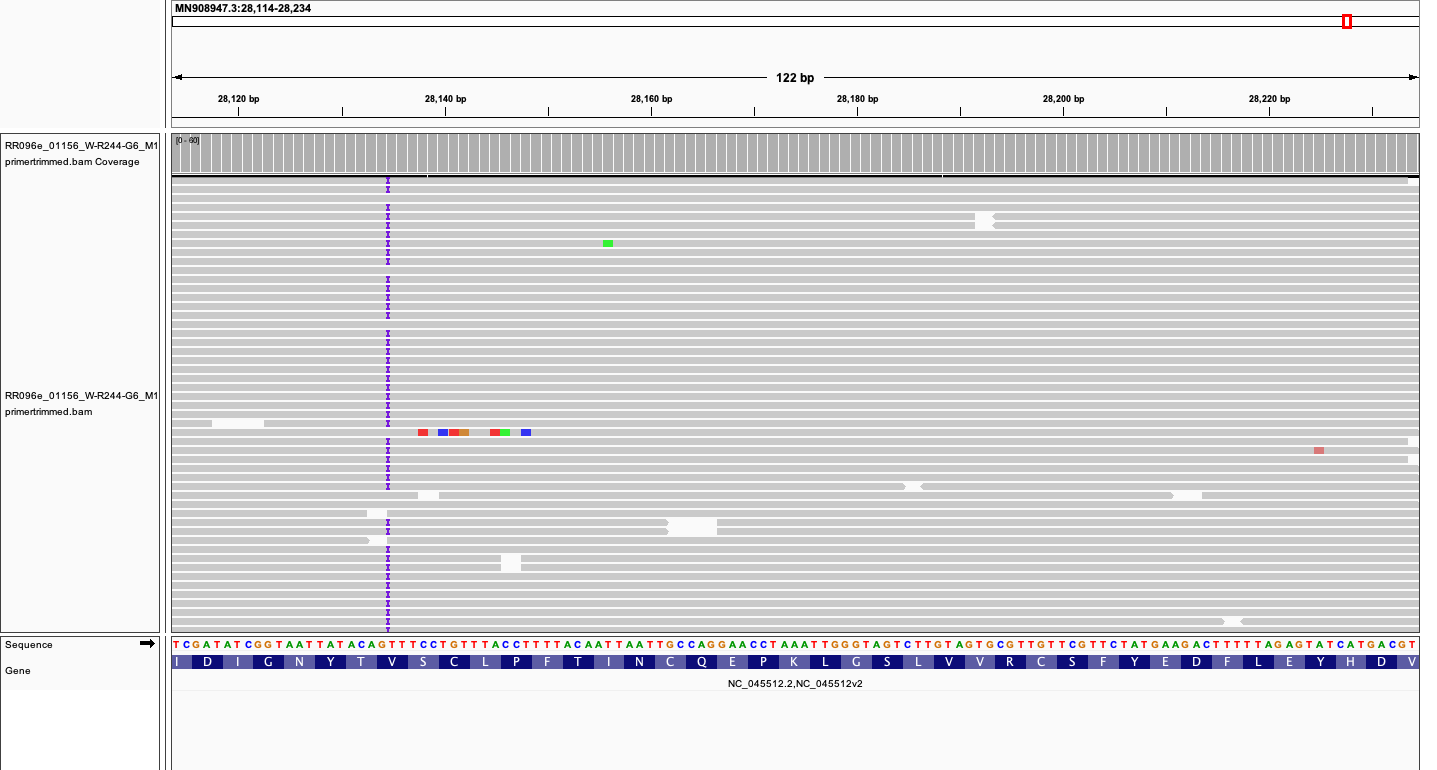 MN908947.3:28,114-28,234
122 bp
28,120 bp 28,140 bp 28,160 bp 28,180 bp 28,200 bp 28,220 bp
RR096e_01156_W-R244-G6_M1
primertrimmed.bam Coverage
[0 - 60]
RR096e_01156_W-R244-G6_M1
primertrimmed.bam
Sequence
T C G A T A T C G G T A A T T A T A C A G T T T C C T G T T T A C C T T T T A C A A T T A A T T G C C A G G A A C C T A A A T T G G G T A G T C T T G T A G T G C G T T G T T C G T T C T A T G A A G A C T T T T T A G A G T A T C A T G A C G T
Gene
I D I G N Y T V S C L P F T I N C Q E P K L G S L V V R C S F Y E D F L E Y H D V
NC_045512.2,NC_045512v2